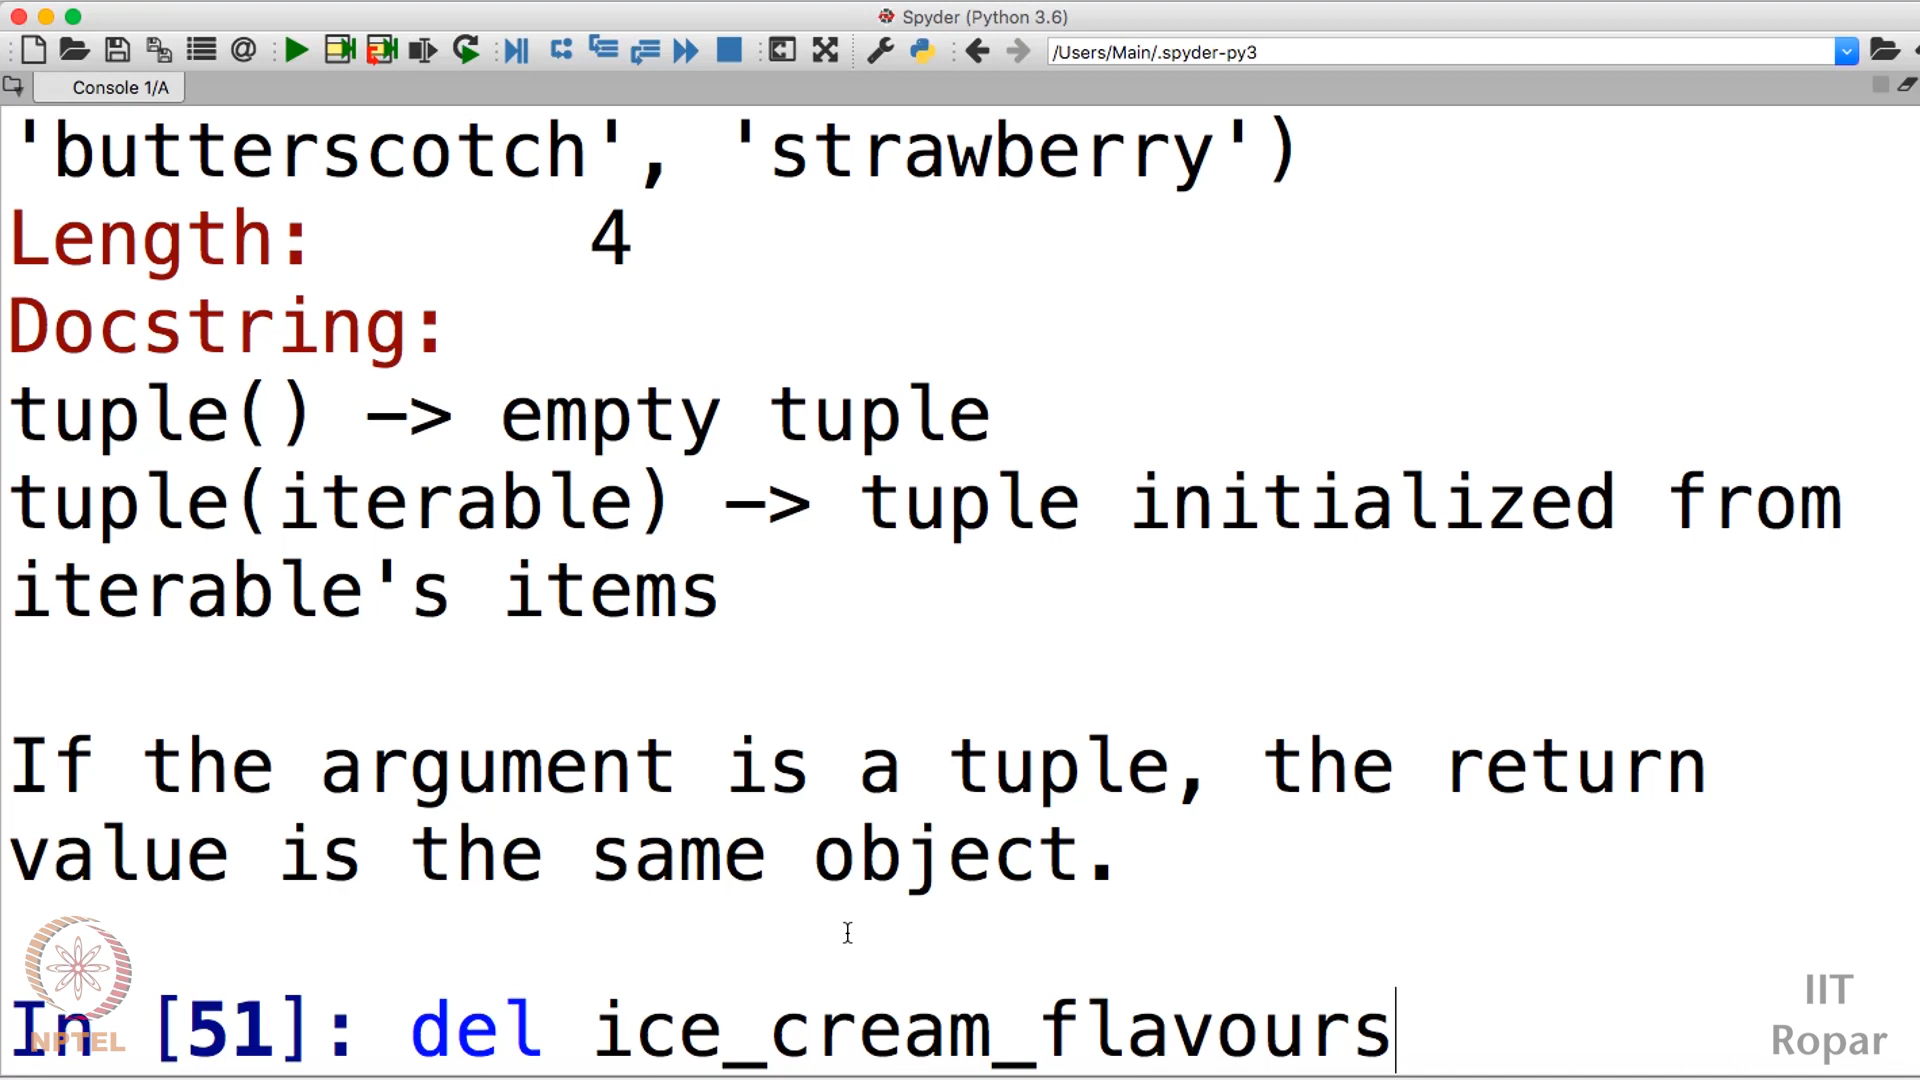 Spyder (Python 3.6)
/Users/Main/.spyder-py3
Console 1/A
'butterscotch', 'strawberry')
Length: 4
Docstring:
tuple() -> empty tuple
tuple(iterable) -> tuple initialized from
iterable's items
If the argument is a tuple, the return
value is the same object.
In [51]: del ice_cream_flavours
NPTEL
IIT
Ropar